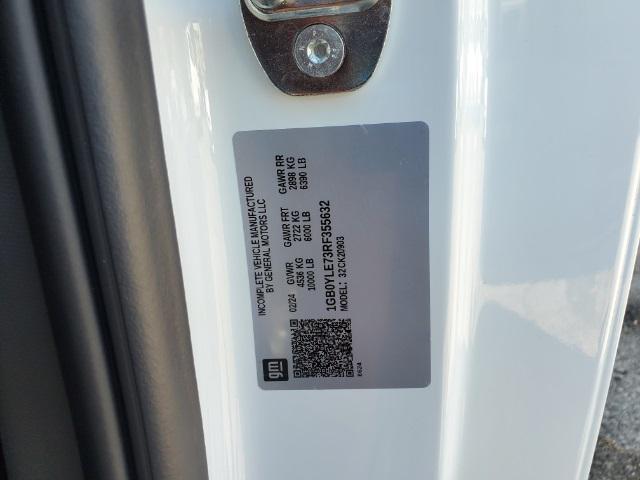 INCOMPLETE VEHICLE MANUFACTURED
BY GENERAL MOTORS LLC
02/24 GVWR GAWR FRT GAWR RR
4536 KG 2722 KG 2898 KG
10000 LB 6000 LB 6390 LB
1GB0YLE73RF355632
MODEL: 32CK20903
gm